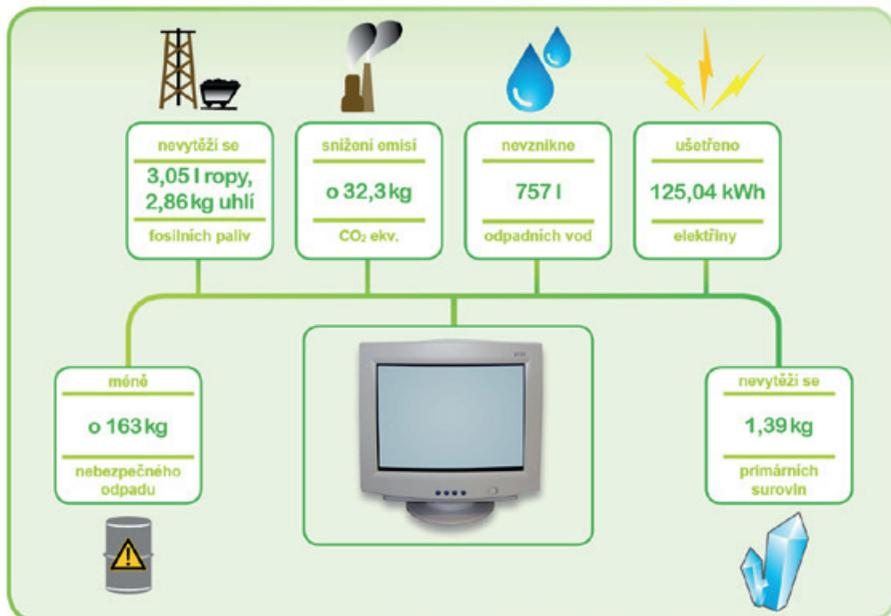 nevytěží se
3,05 l ropy,
2,86 kg uhlí
fosilních paliv
snížení emisí
o 32,3 kg
CO₂ ekv.
nevznikne
757 l
odpadních vod
ušetřeno
125,04 kWh
elektřiny
méně
o 163 kg
nebezpečného
odpadu
nevytěží se
1,39 kg
primárních
surovin